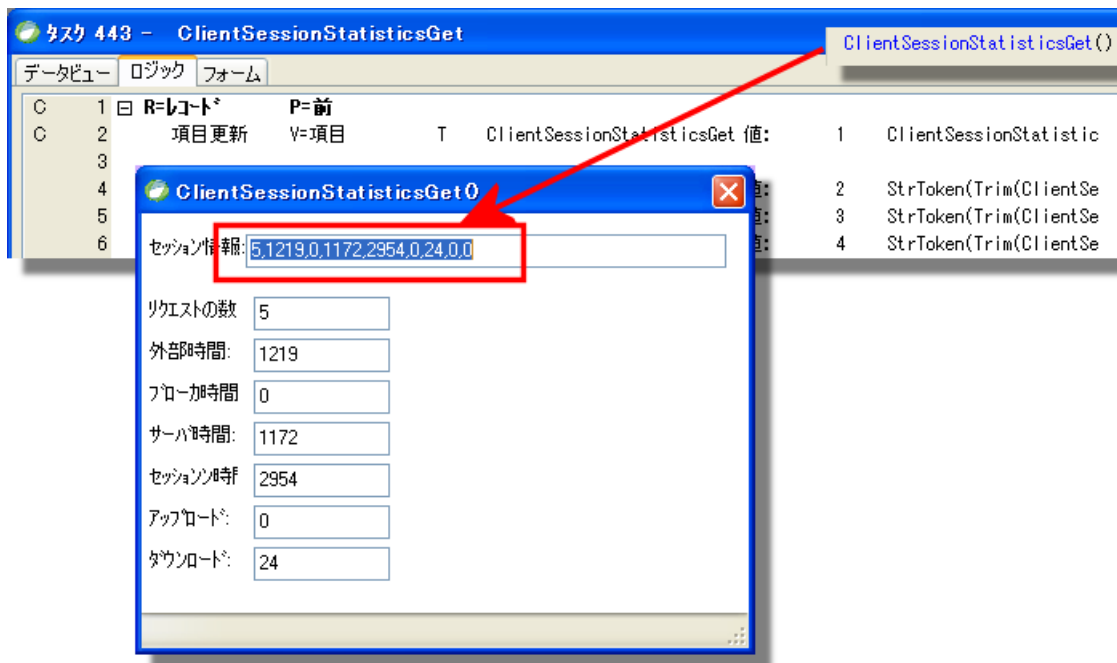 タスク 443 - ClientSessionStatisticsGet
ClientSessionStatisticsGet()
データビュー ロジック フォーム
C 1 R=レコード P=前
C 2 項目更新 V=項目 T ClientSessionStatisticsGet 値: 1 ClientSessionStatistic
3
4 値: 2 StrToken(Trim(ClientSe
5 値: 3 StrToken(Trim(ClientSe
6 値: 4 StrToken(Trim(ClientSe
ClientSessionStatisticsGet()
セッション情報: 5,1219,0,1172,2954,0,24,0,0
リクエストの数 5
外部時間: 1219
ブローカ時間 0
サーバ時間: 1172
セッションン時 2954
アップロード: 0
ダウンロード: 24